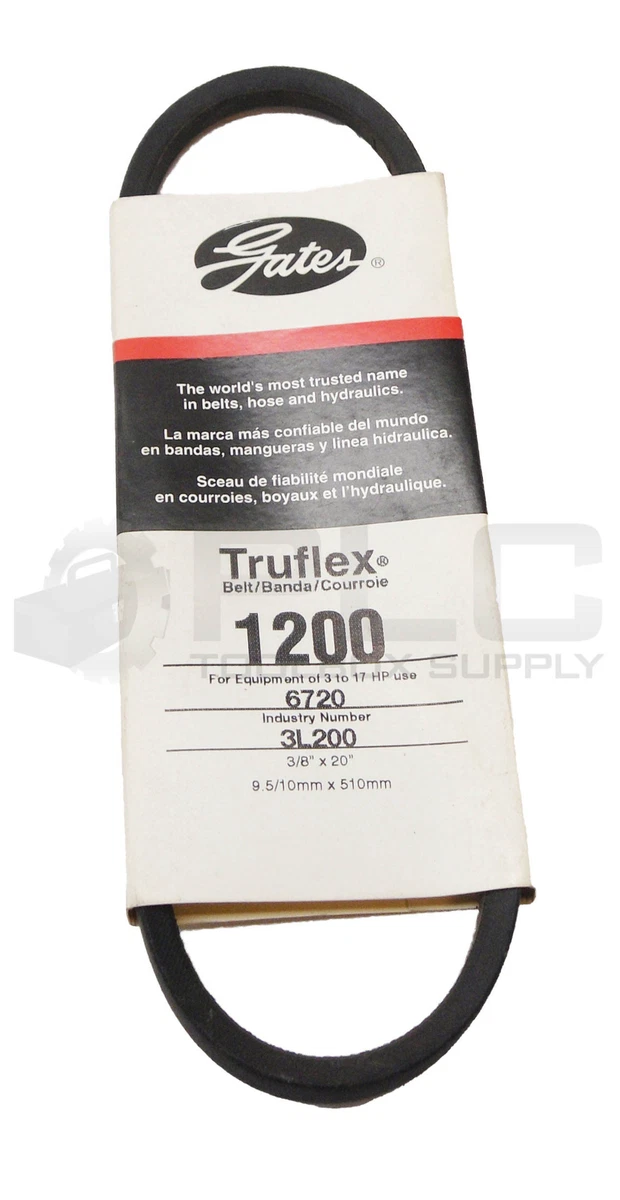 Gates®
The world's most trusted name
in belts, hose and hydraulics.
La marca más confiable del mundo
en bandas, mangueras y linea hidraulica.
Sceau de fiabilité mondiale
en courroies, boyaux et l'hydraulique.
PLC
TOOLBOX SUPPLY
Truflex®
Belt/Banda/Courroie
1200
For Equipment of 3 to 17 HP use
6720
Industry Number
3L200
3/8" x 20"
9.5/10mm x 510mm